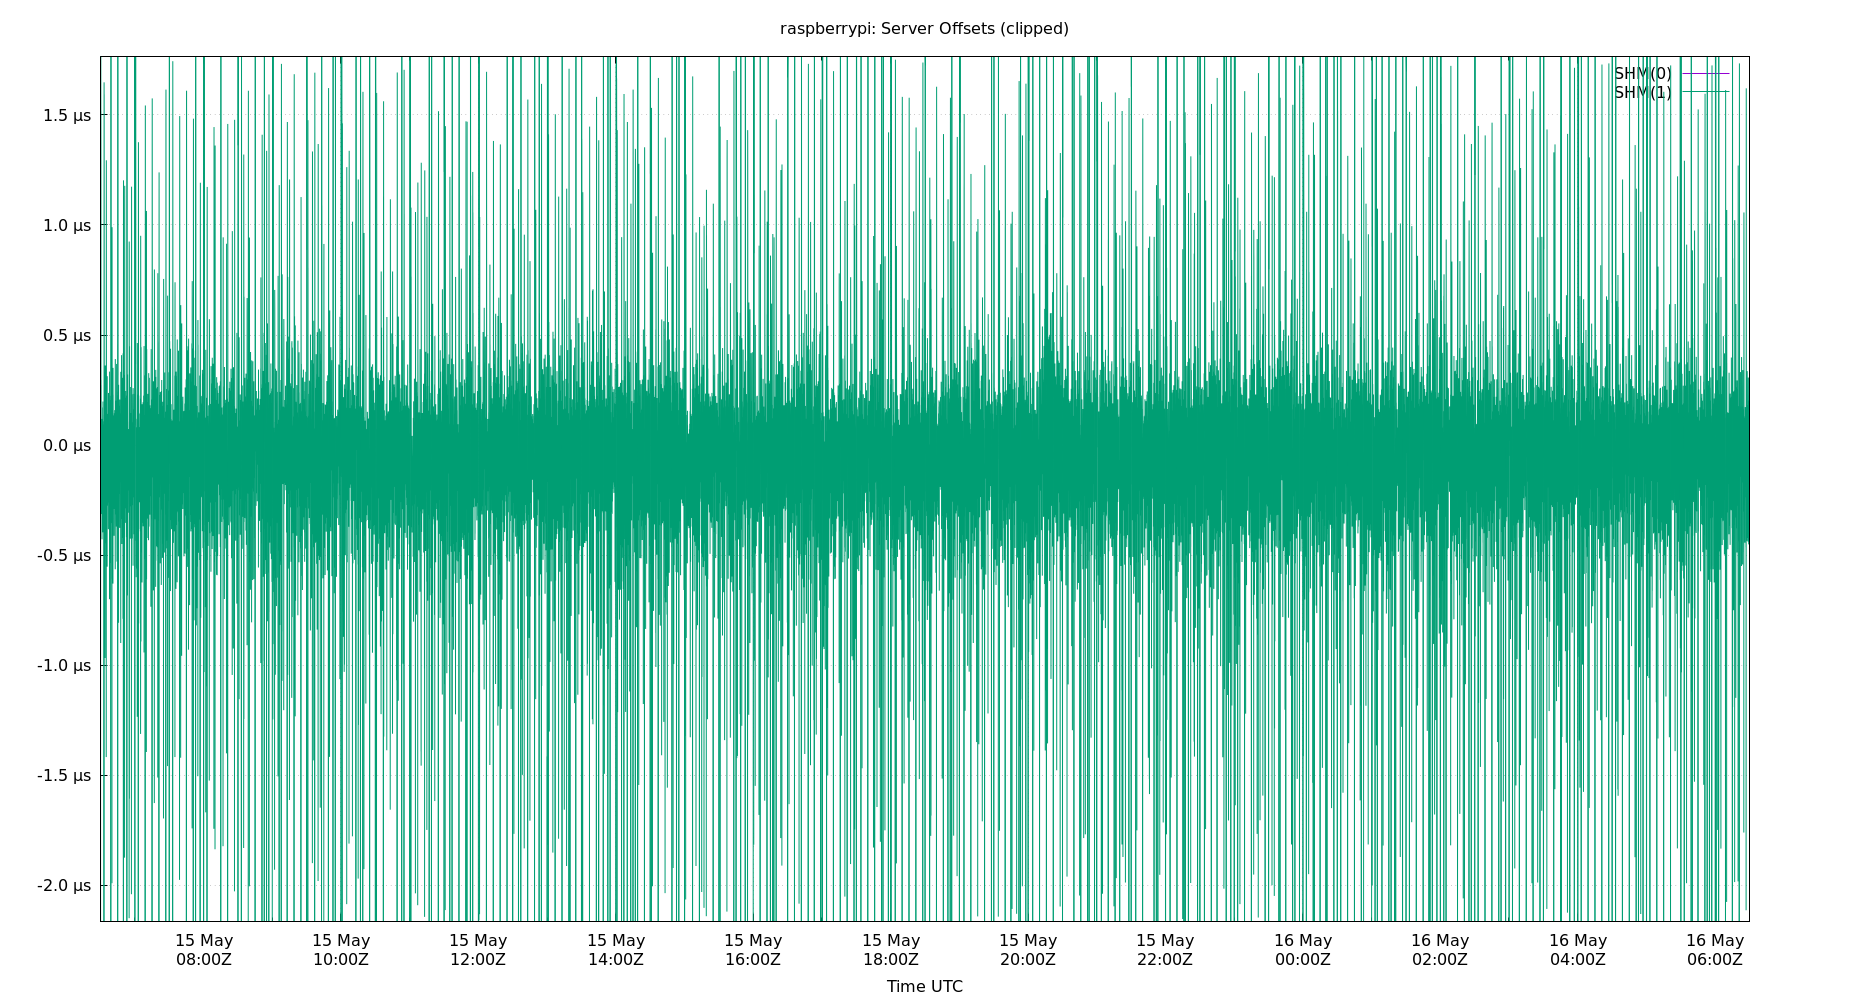 raspberrypi: Server Offsets (clipped)
SHM(0)
SHM(1)
1.5 µs
1.0 µs
0.5 µs
0.0 µs
-0.5 µs
-1.0 µs
-1.5 µs
-2.0 µs
15 May 15 May 15 May 15 May 15 May 15 May 15 May 15 May 16 May 16 May 16 May 16 May
08:00Z 10:00Z 12:00Z 14:00Z 16:00Z 18:00Z 20:00Z 22:00Z 00:00Z 02:00Z 04:00Z 06:00Z
Time UTC